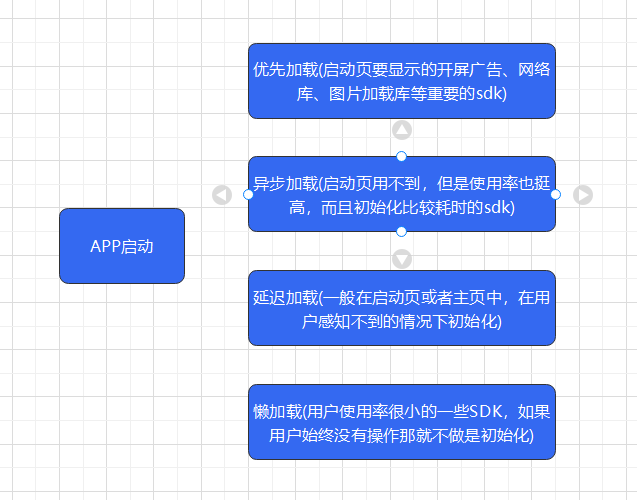 优先加载(启动页要显示的开屏广告、网络
库、图片加载库等重要的sdk)
异步加载(启动页用不到，但是使用率也挺
高，而且初始化比较耗时的sdk)
APP启动
延迟加载(一般在启动页或者主页中，在用
户感知不到的情况下初始化)
懒加载(用户使用率很小的一些SDK，如果
用户始终没有操作那就不做是初始化)